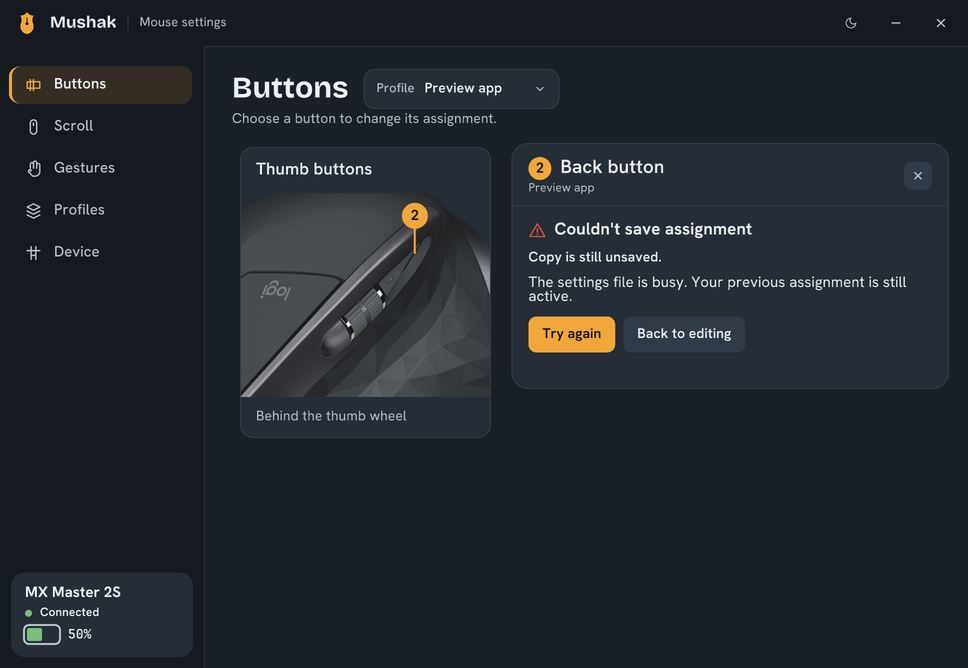 Mushak
Mouse settings
Buttons
Scroll
Gestures
Profiles
Device
MX Master 2S
Connected
50%
Buttons
Profile Preview app
Choose a button to change its assignment.
Thumb buttons
2
logi
Behind the thumb wheel
2 Back button
Preview app
Couldn't save assignment
Copy is still unsaved.
The settings file is busy. Your previous assignment is still
active.
Try again
Back to editing